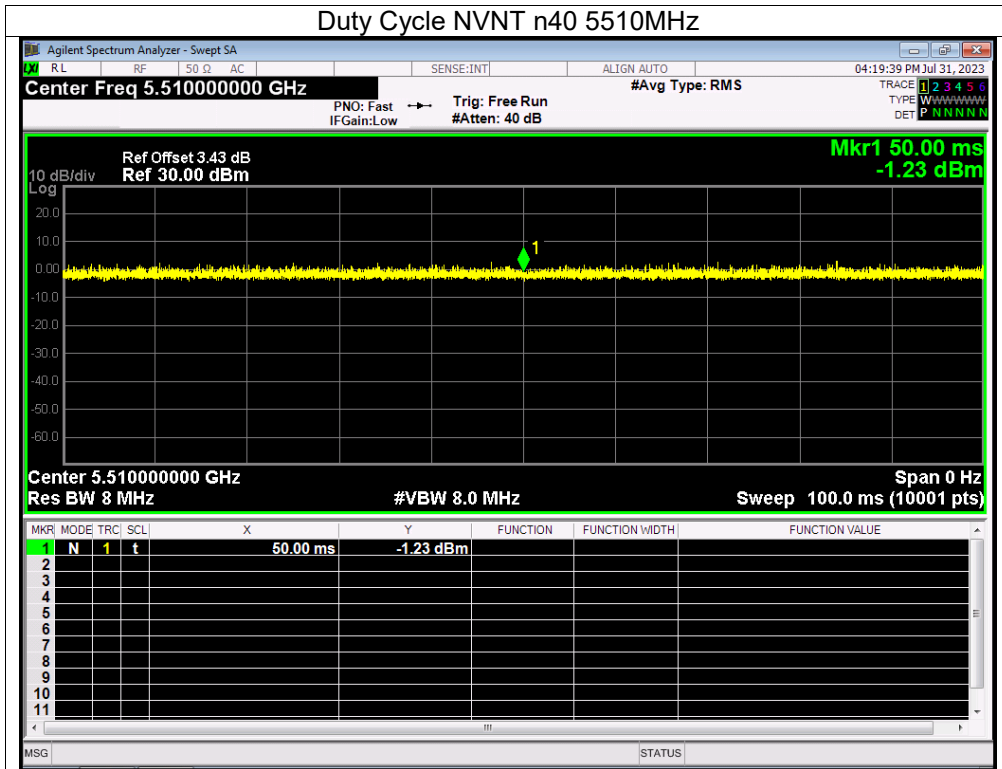 Duty Cycle NVNT n40 5510MHz
Agilent Spectrum Analyzer - Swept SA
LXI RL RF 50 Ω AC SENSE:INT ALIGN AUTO 04:19:39 PM Jul 31, 2023
Center Freq 5.510000000 GHz #Avg Type: RMS TRACE 1 2 3 4 5 6
PNO: Fast Trig: Free Run TYPE WWWWWW
IFGain:Low #Atten: 40 dB DET P N N N N N
Mkr1 50.00 ms
Ref Offset 3.43 dB
10 dB/div Ref 30.00 dBm -1.23 dBm
Log
20.0
10.0
1
0.00
-10.0
-20.0
-30.0
-40.0
-50.0
-60.0
Center 5.510000000 GHz Span 0 Hz
Res BW 8 MHz #VBW 8.0 MHz Sweep 100.0 ms (10001 pts)
MKR MODE TRC SCL X Y FUNCTION FUNCTION WIDTH FUNCTION VALUE
1 N 1 t 50.00 ms -1.23 dBm
2
3
4
5
6
7
8
9
10
11
MSG STATUS